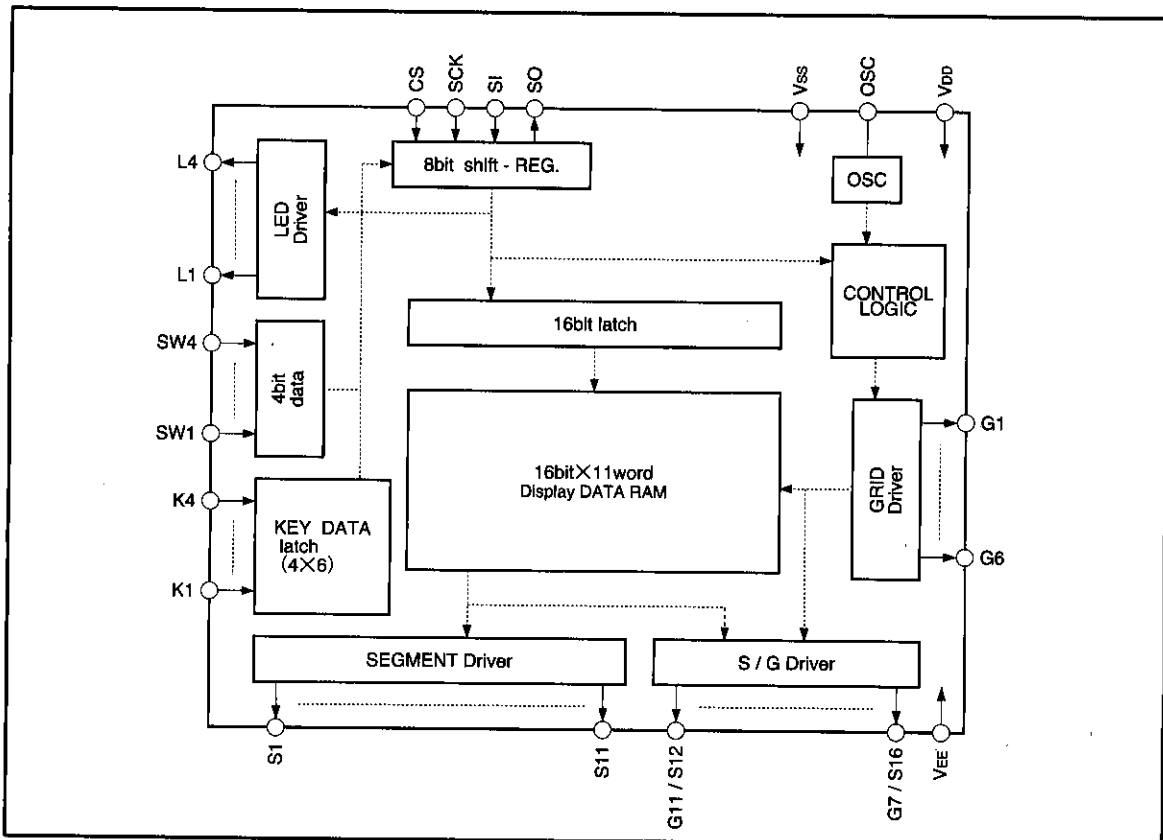 CS
SCK
SI
SO
VSS
OSC
VDD
8bit shift - REG.
L4
LED
Driver
L1
OSC
CONTROL
LOGIC
16bit latch
SW4
4bit
data
SW1
16bit×11word
Display DATA RAM
GRID
Driver
G1
G6
K4
KEY DATA
latch
(4×6)
K1
SEGMENT Driver
S / G Driver
S1
S11
G11 / S12
G7 / S16
VEE